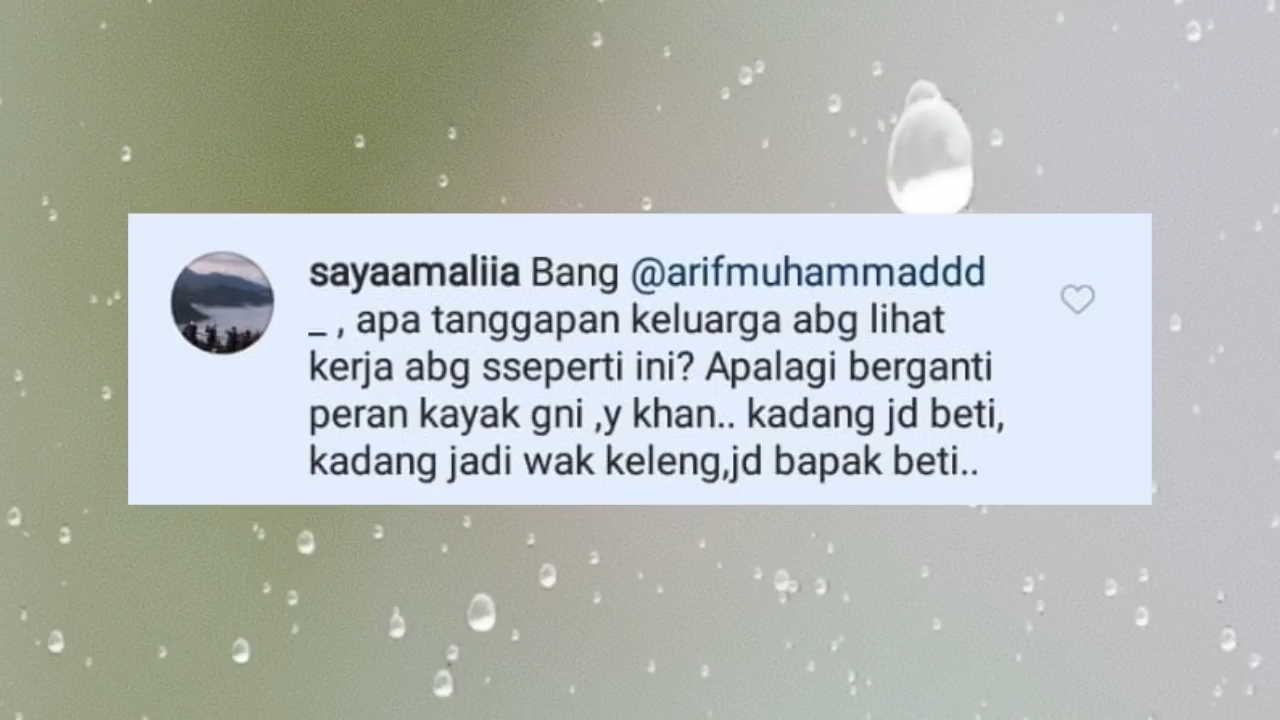 sayaamaliia Bang @arifmuhammaddd
_ , apa tanggapan keluarga abg lihat
kerja abg sseperti ini? Apalagi berganti
peran kayak gni ,y khan.. kadang jd beti,
kadang jadi wak keleng,jd bapak beti..